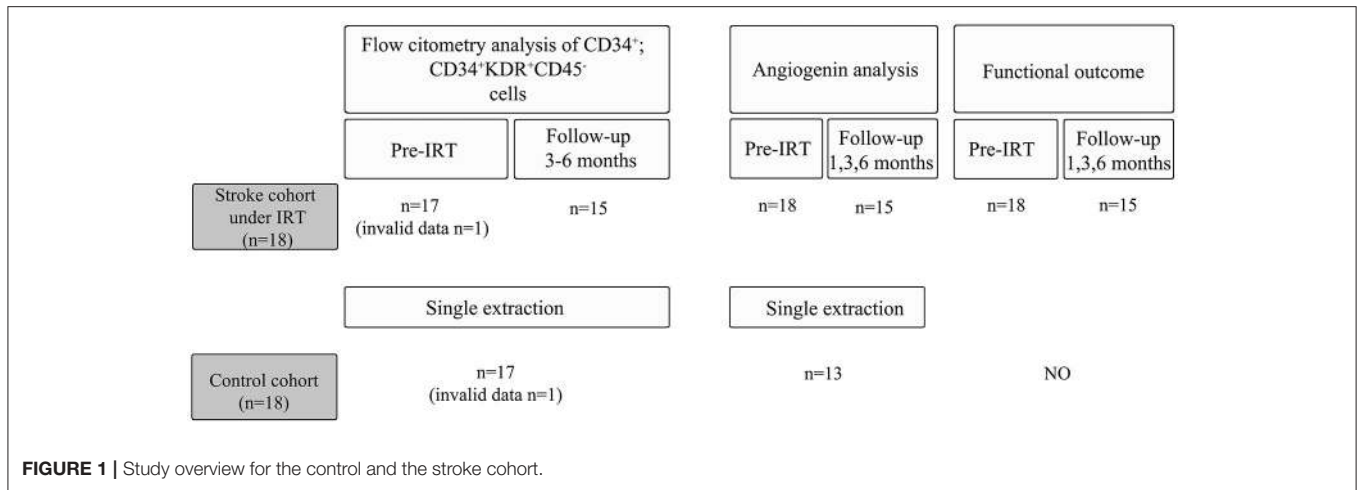 Flow citometry analysis of CD34⁺;
CD34⁺KDR⁺CD45⁻
cells
Angiogenin analysis
Functional outcome
Pre-IRT
Follow-up
3-6 months
Pre-IRT
Follow-up
1,3,6 months
Pre-IRT
Follow-up
1,3,6 months
Stroke cohort
under IRT
(n=18)
n=17
(invalid data n=1)
n=15
n=18
n=15
n=18
n=15
Single extraction
Single extraction
Control cohort
(n=18)
n=17
(invalid data n=1)
n=13
NO
FIGURE 1 | Study overview for the control and the stroke cohort.